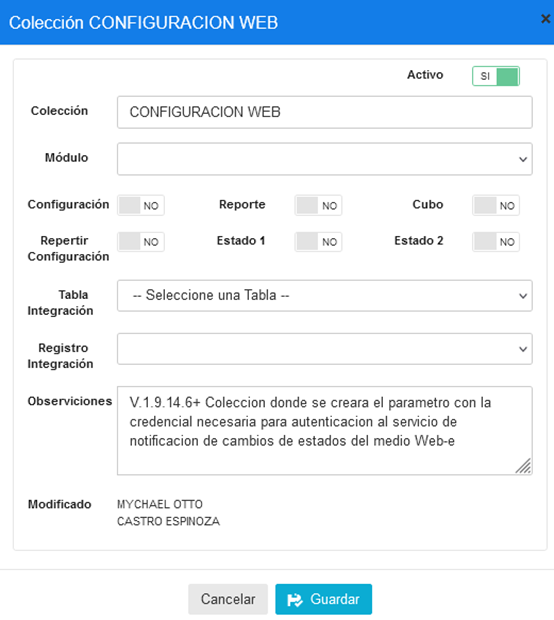 Colección CONFIGURACION WEB
×
Activo SI
Colección CONFIGURACION WEB
Módulo
Configuración NO Reporte NO Cubo NO
Repertir Configuración NO Estado 1 NO Estado 2 NO
Tabla Integración -- Seleccione una Tabla --
Registro Integración
Observiciones V.1.9.14.6+ Coleccion donde se creara el parametro con la
credencial necesaria para autenticacion al servicio de
notificacion de cambios de estados del medio Web-e
Modificado MYCHAEL OTTO
CASTRO ESPINOZA
Cancelar Guardar